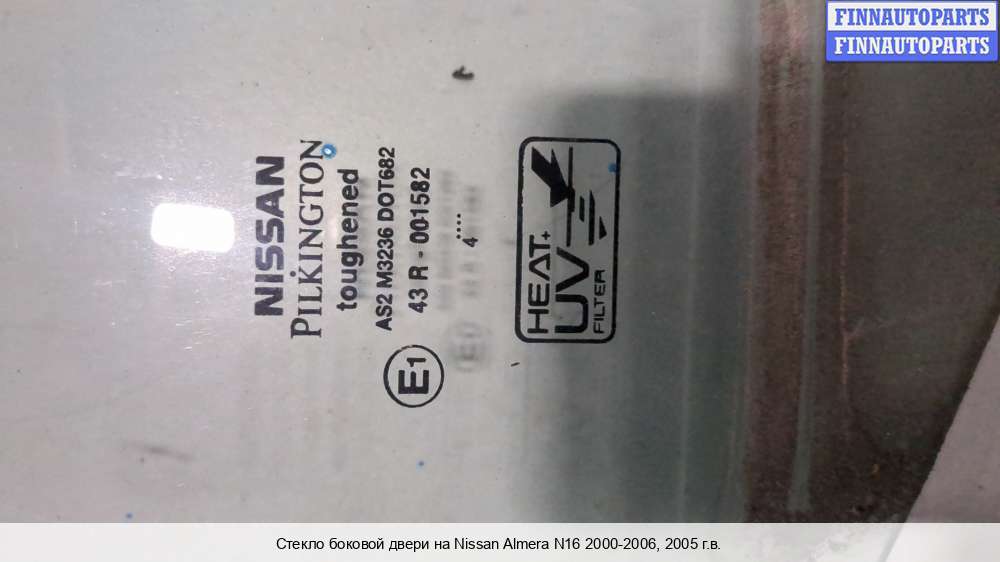 FINNAUTOPARTS
FINNAUTOPARTS
NISSAN
PILKINGTON
toughened
AS2 M3236 DOT682
43 R - 001582
E1
....
4
HEAT+
UV
FILTER
Стекло боковой двери на Nissan Almera N16 2000-2006, 2005 г.в.